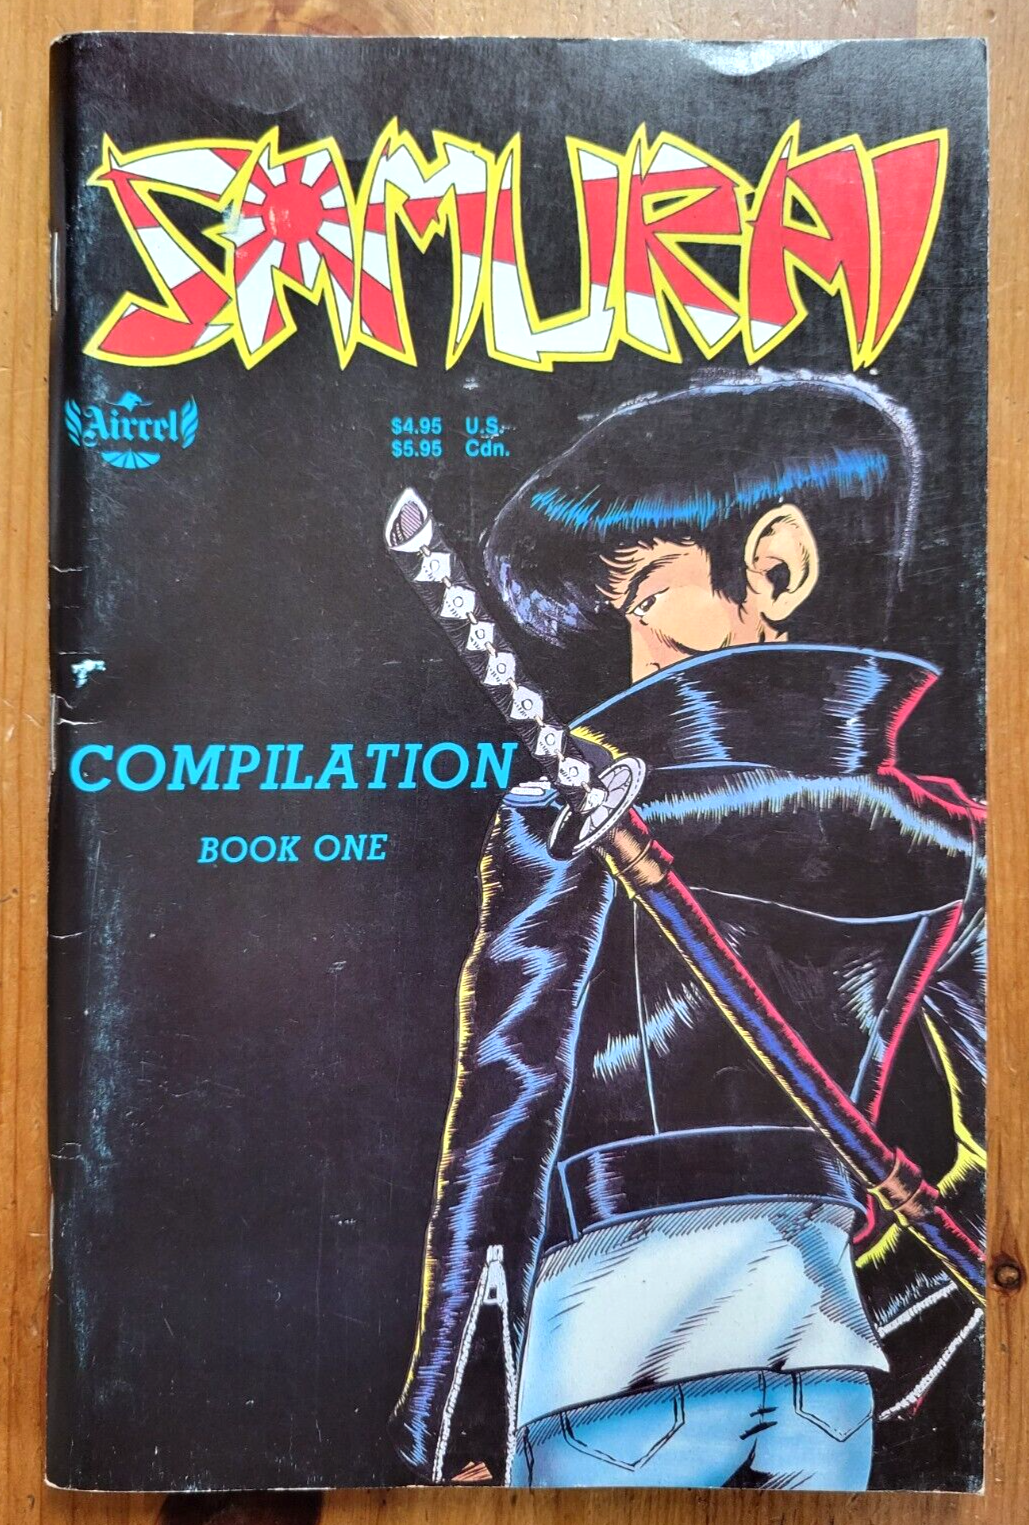 SAMURAI
Aircel
$4.95 U.S.
$5.95 Cdn.
COMPILATION
BOOK ONE